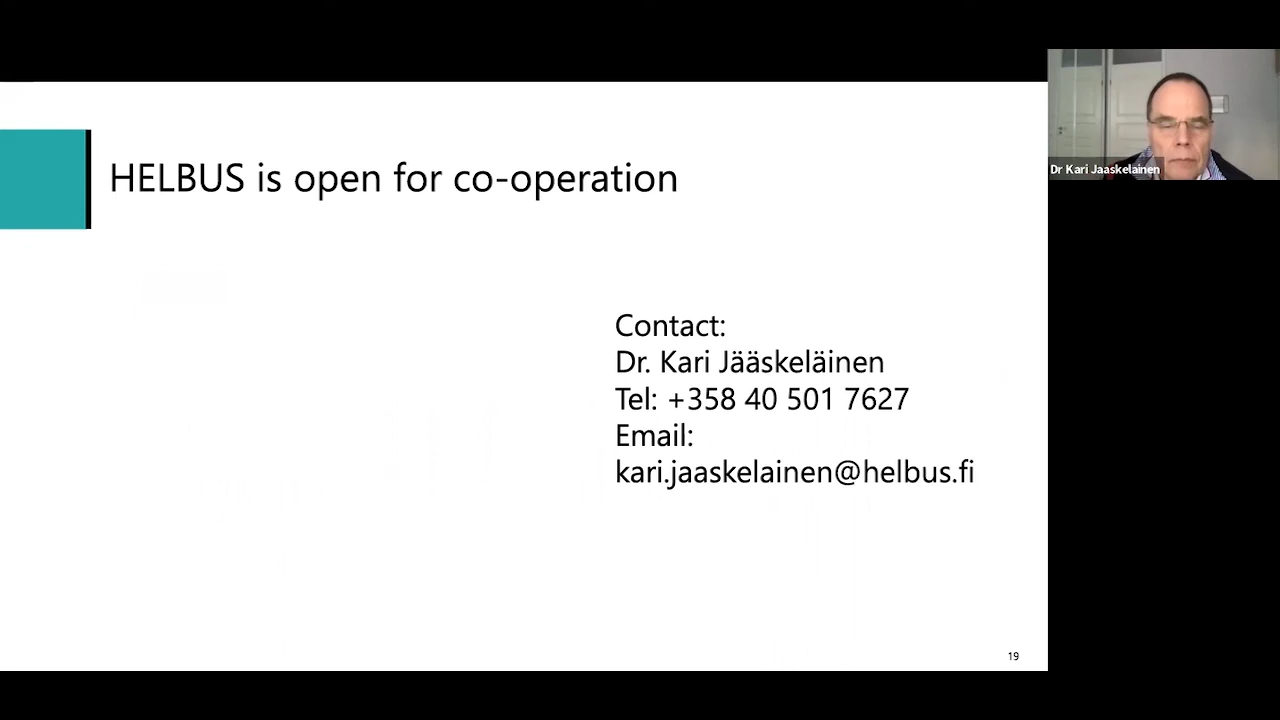 HELBUS is open for co-operation
Dr Kari Jaaskelainen
Contact:
Dr. Kari Jääskeläinen
Tel: +358 40 501 7627
Email:
kari.jaaskelainen@helbus.fi
19